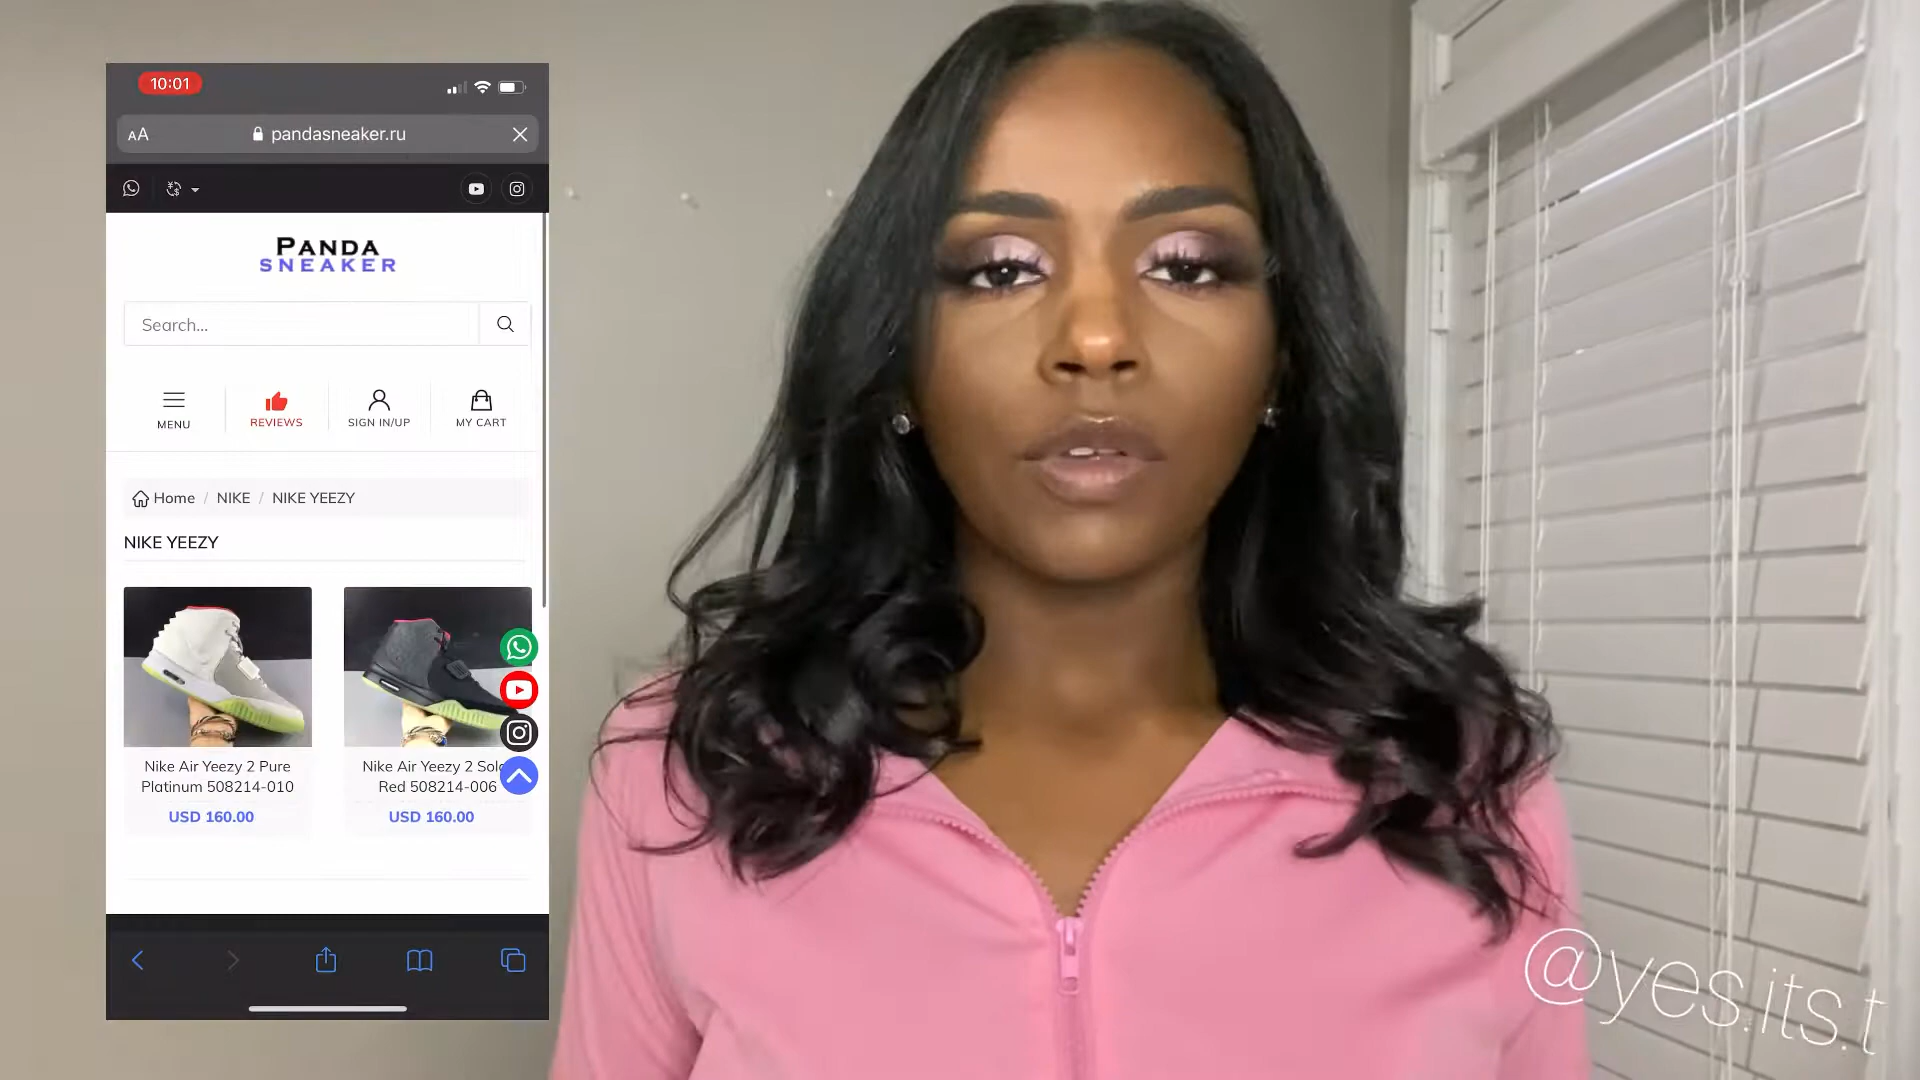 10:01
AA pandasneaker.ru
PANDA
SNEAKER
Search...
MENU REVIEWS SIGN IN/UP MY CART
Home / NIKE / NIKE YEEZY
NIKE YEEZY
Nike Air Yeezy 2 Pure
Platinum 508214-010
USD 160.00
Nike Air Yeezy 2 Sol
Red 508214-006
USD 160.00
@yes.its.t